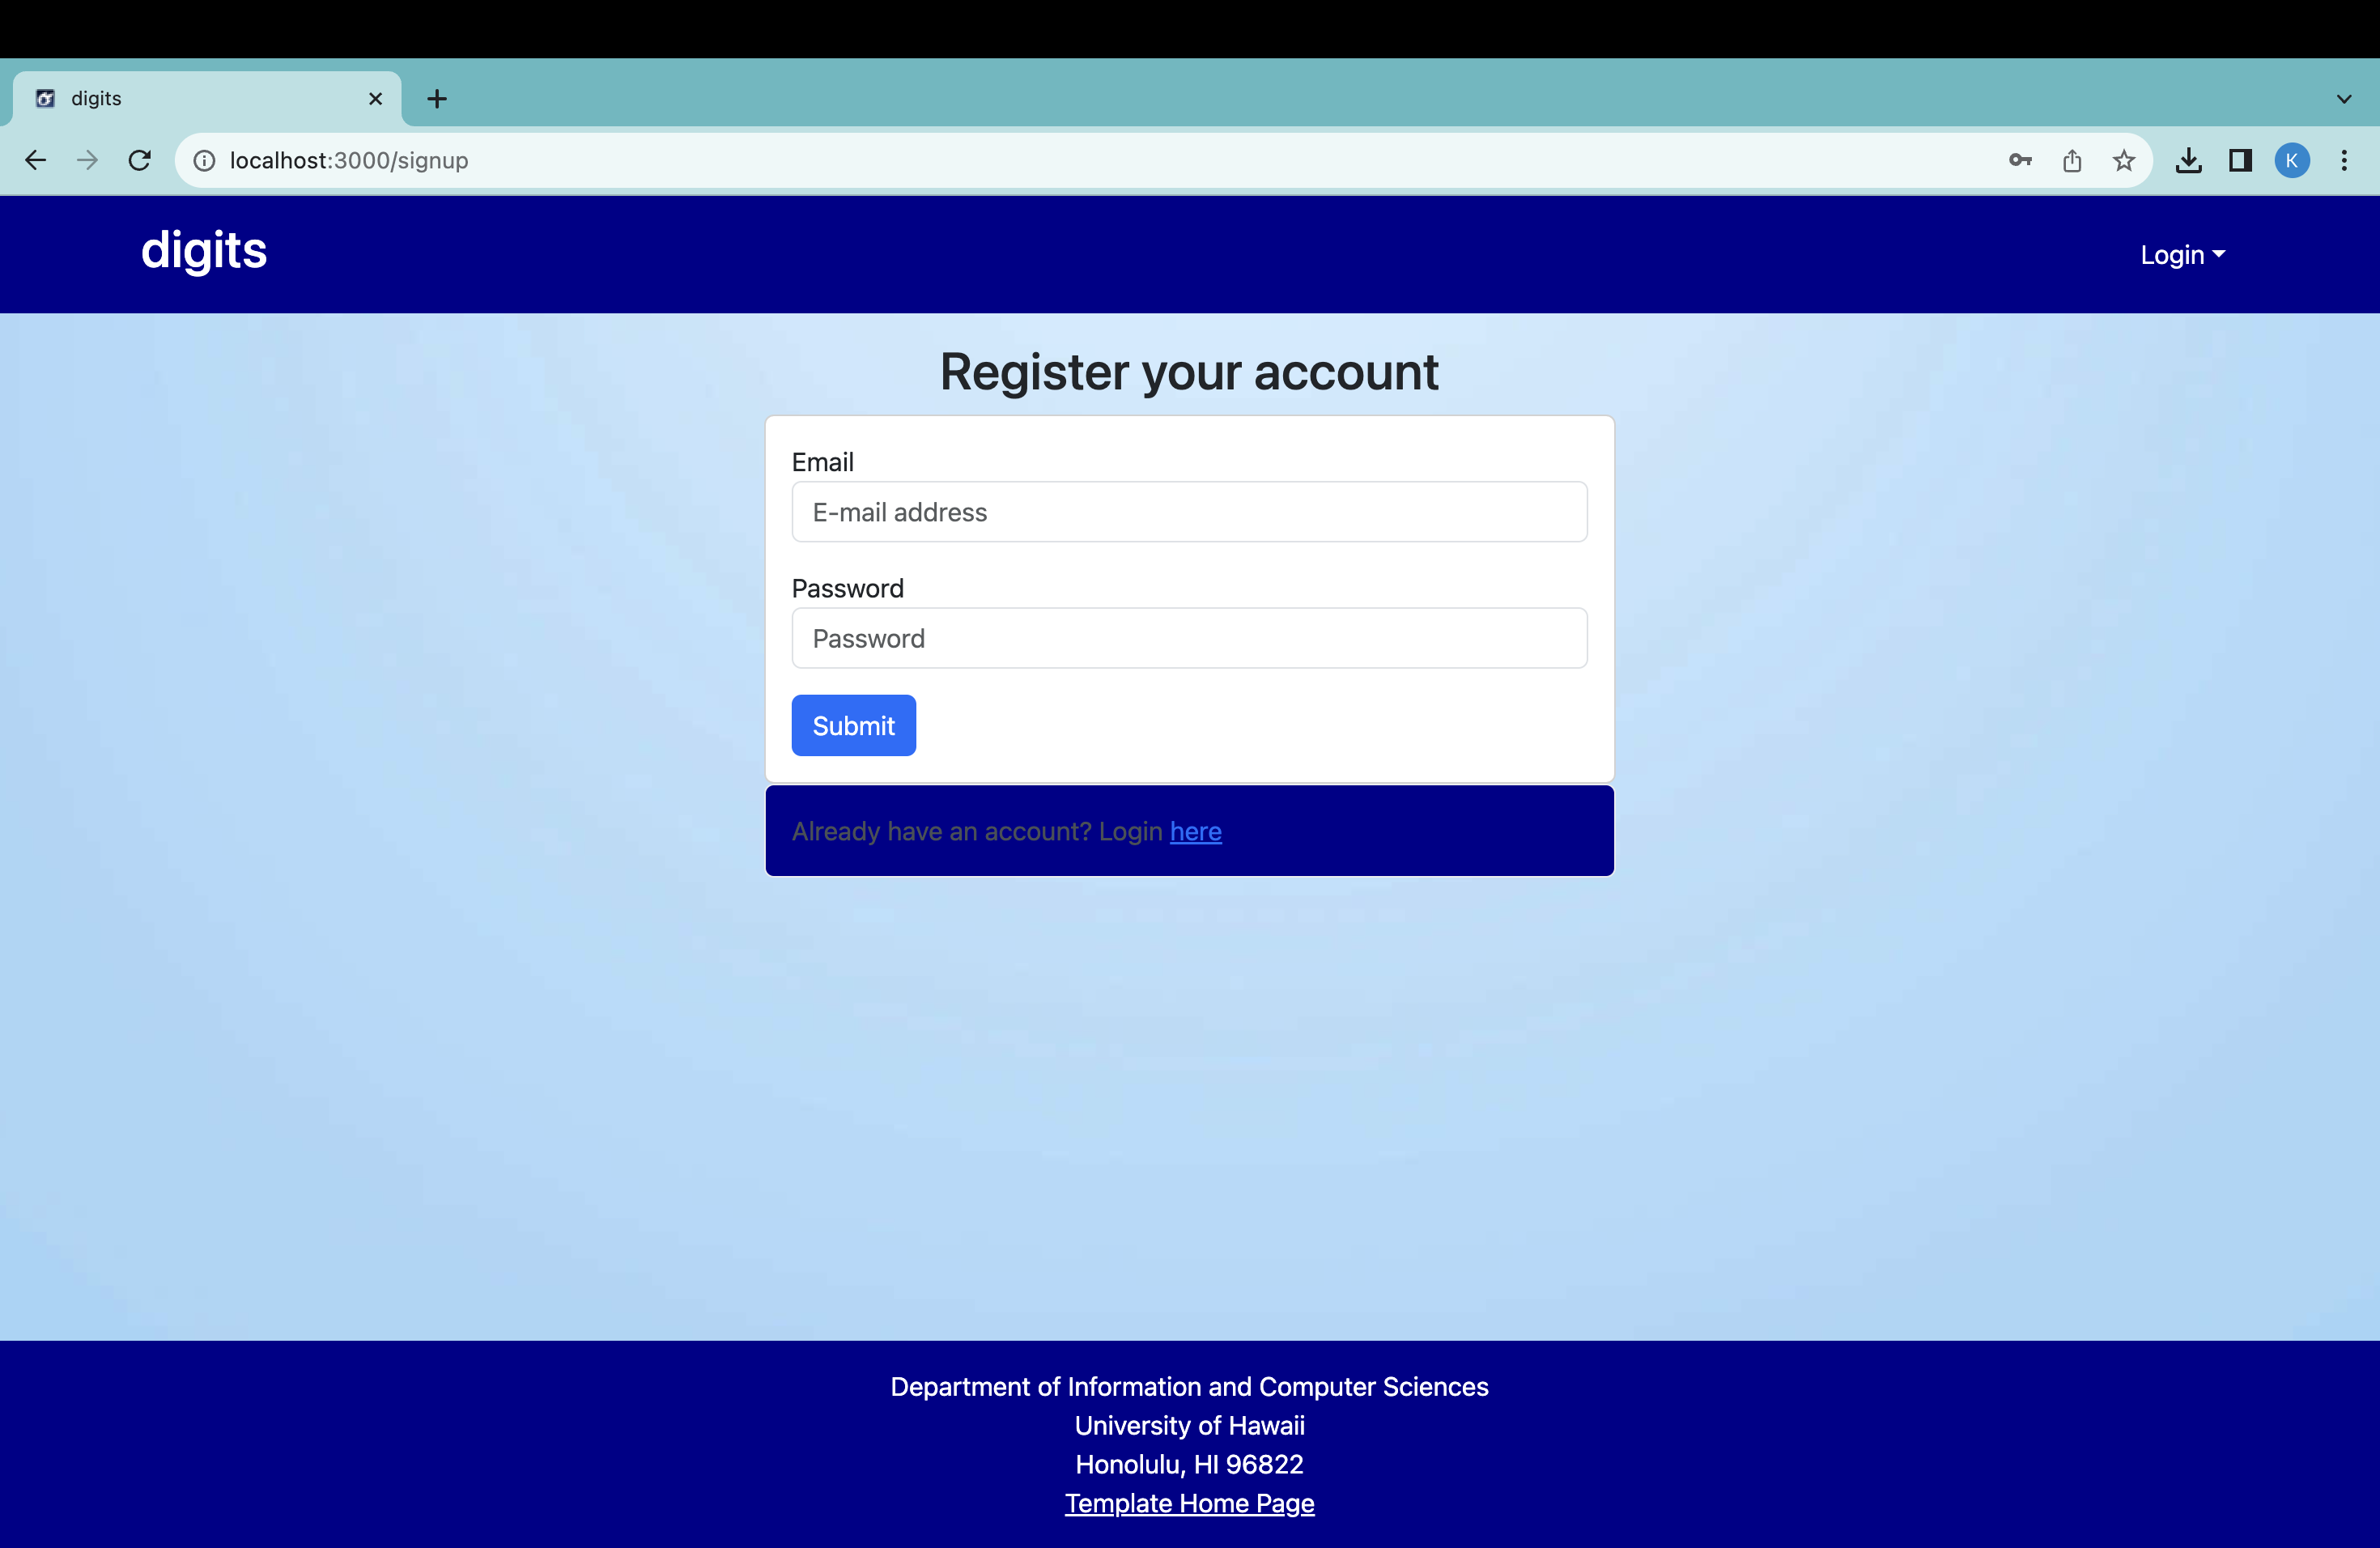 digits
localhost:3000/signup
K
digits
Login
Register your account
Email
E-mail address
Password
Password
Submit
Already have an account? Login here
Department of Information and Computer Sciences
University of Hawaii
Honolulu, HI 96822
Template Home Page